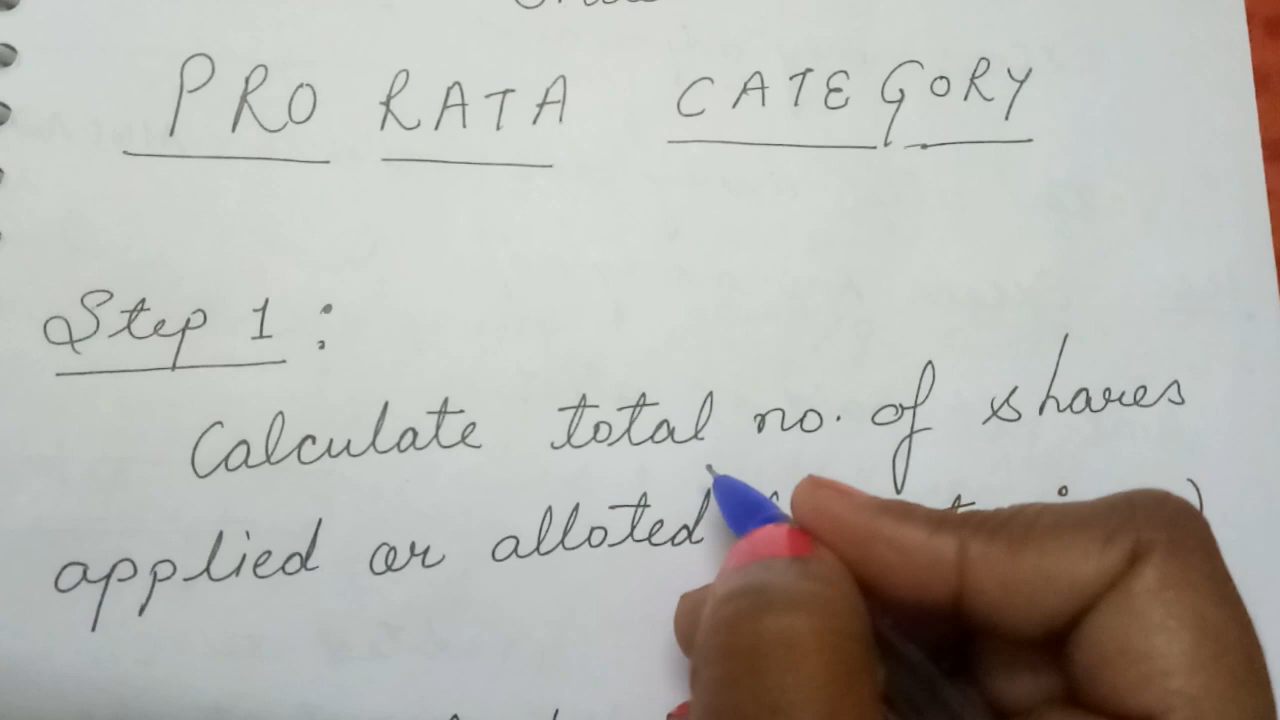 PRO RATA CATEGORY
Step 1 :
Calculate total no. of shares
applied or alloted